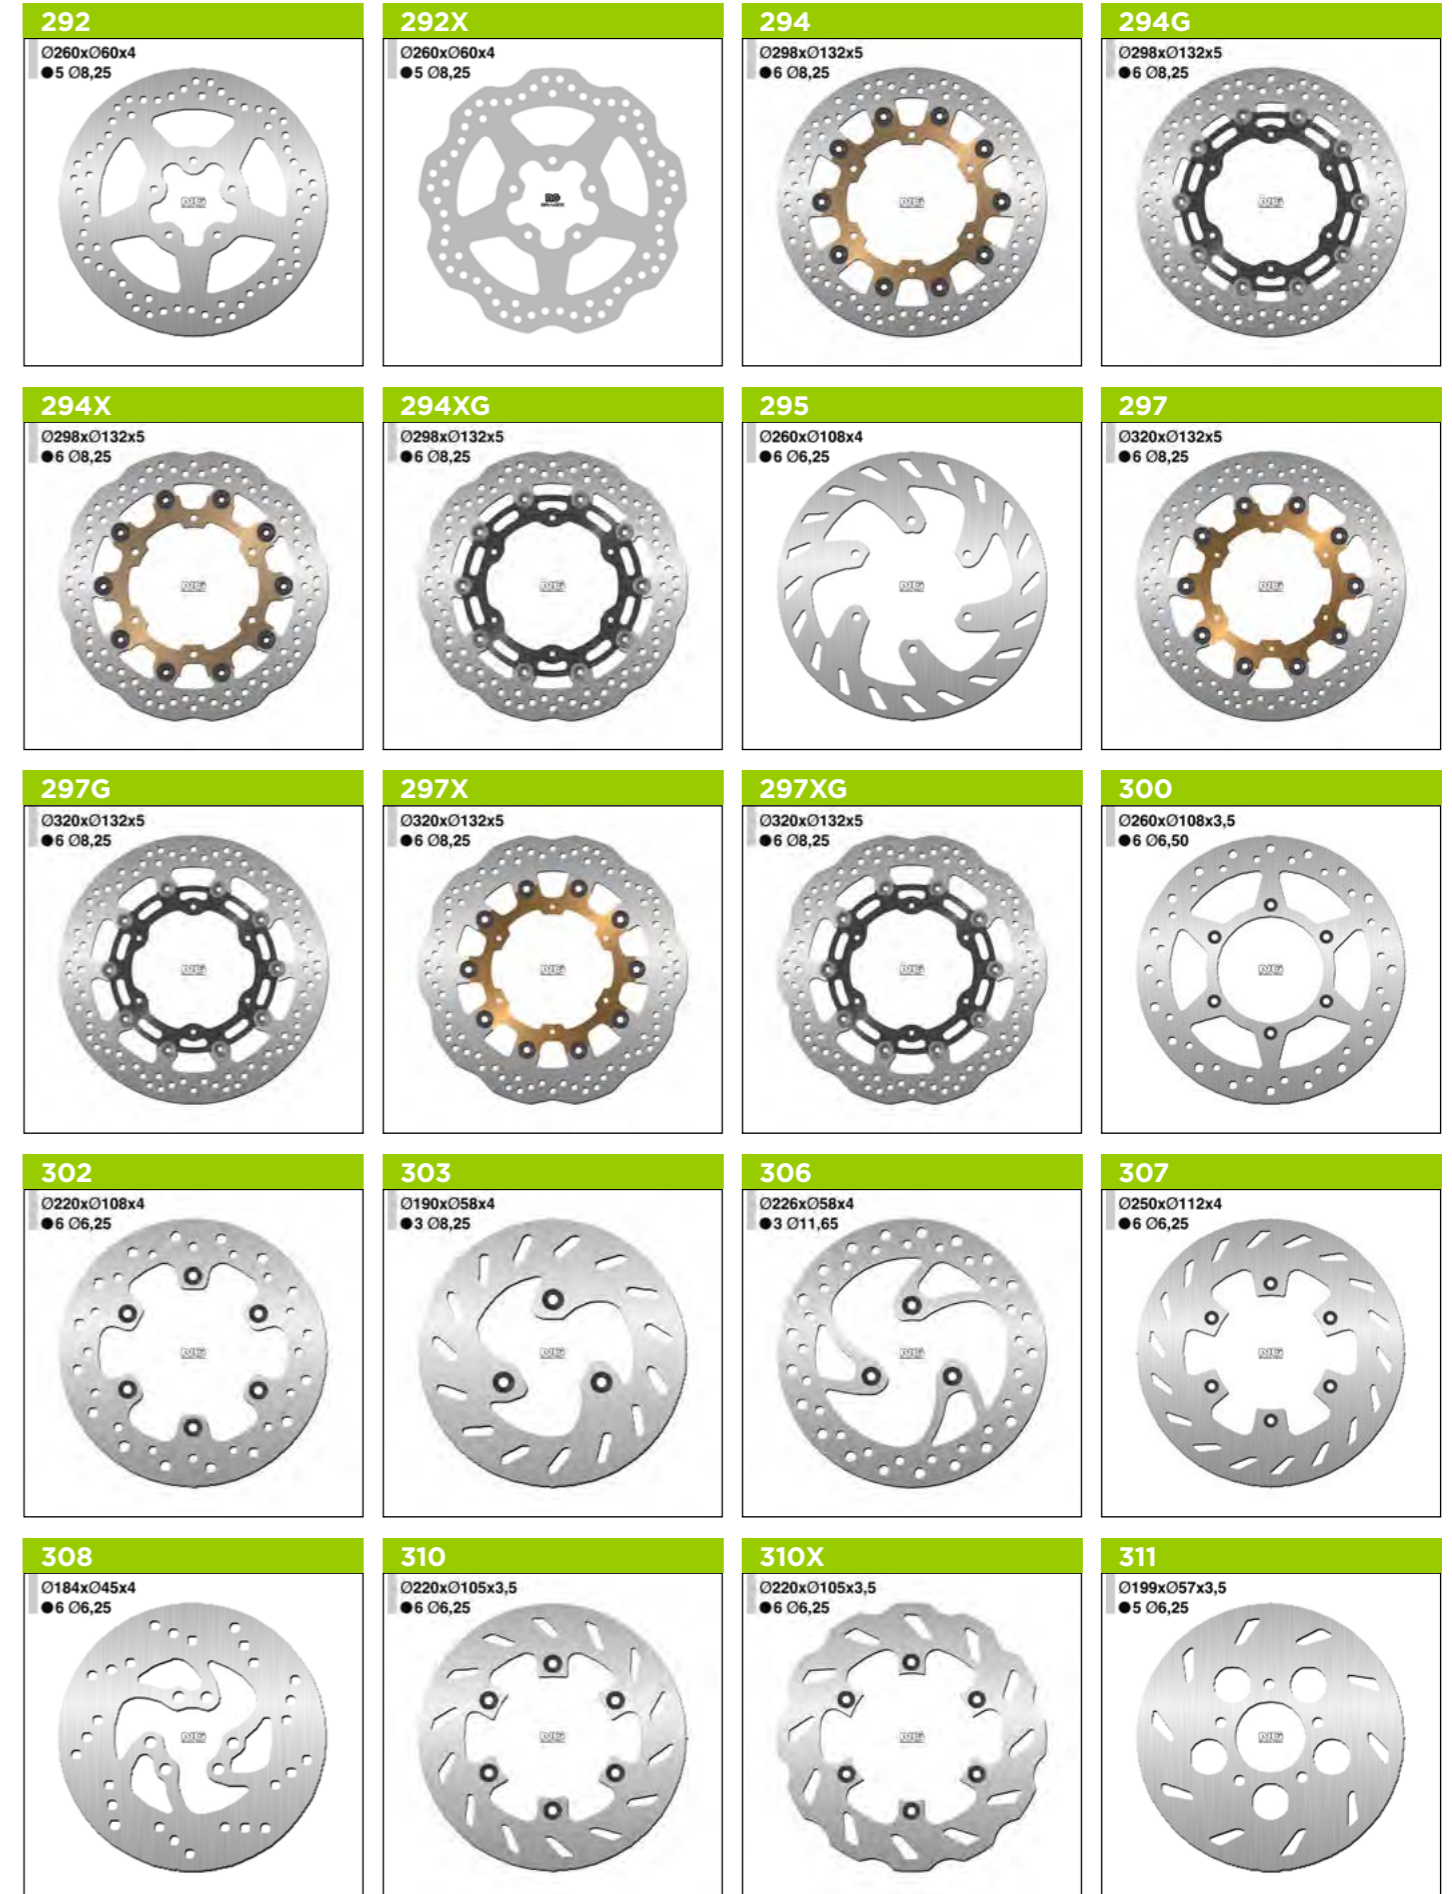 292
Ø260xØ60x4
●5 Ø8,25
292X
Ø260xØ60x4
●5 Ø8,25
294
Ø298xØ132x5
●6 Ø8,25
294G
Ø298xØ132x5
●6 Ø8,25
294X
Ø298xØ132x5
●6 Ø8,25
294XG
Ø298xØ132x5
●6 Ø8,25
295
Ø260xØ108x4
●6 Ø6,25
297
Ø320xØ132x5
●6 Ø8,25
297G
Ø320xØ132x5
●6 Ø8,25
297X
Ø320xØ132x5
●6 Ø8,25
297XG
Ø320xØ132x5
●6 Ø8,25
300
Ø260xØ108x3,5
●6 Ø6,50
302
Ø220xØ108x4
●6 Ø6,25
303
Ø190xØ58x4
●3 Ø8,25
306
Ø226xØ58x4
●3 Ø11,65
307
Ø250xØ112x4
●6 Ø6,25
308
Ø184xØ45x4
●6 Ø6,25
310
Ø220xØ105x3,5
●6 Ø6,25
310X
Ø220xØ105x3,5
●6 Ø6,25
311
Ø199xØ57x3,5
●5 Ø6,25